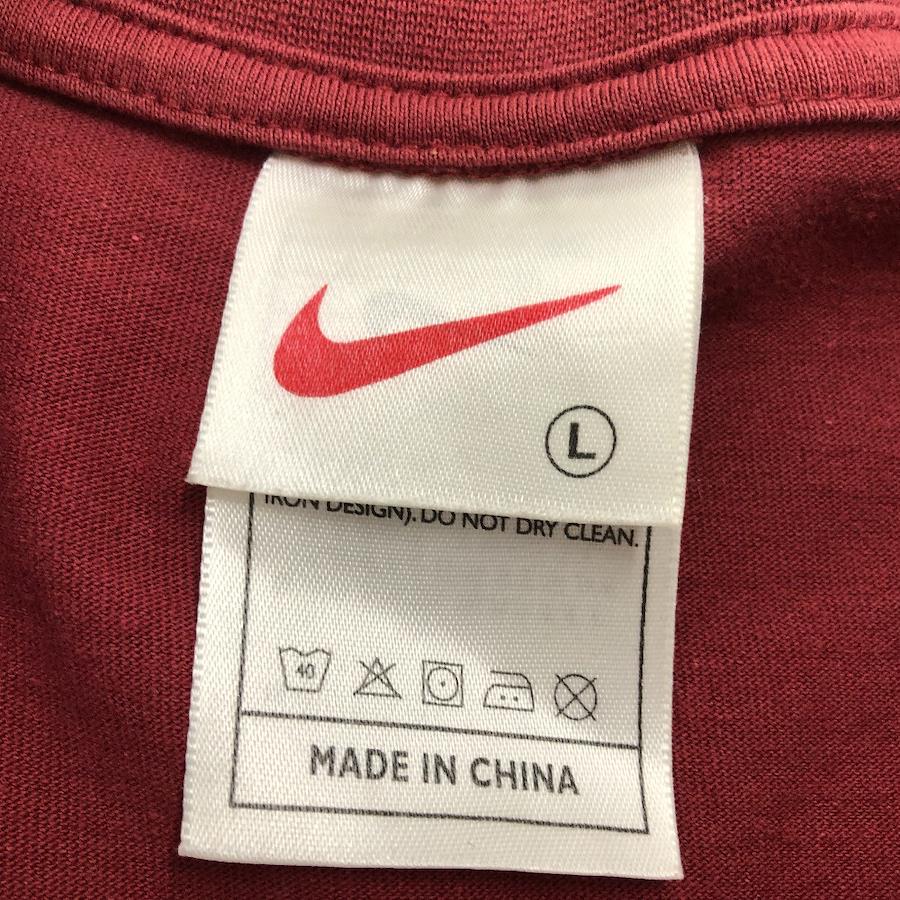 L
IRON DESIGN). DO NOT DRY CLEAN.
40
MADE IN CHINA